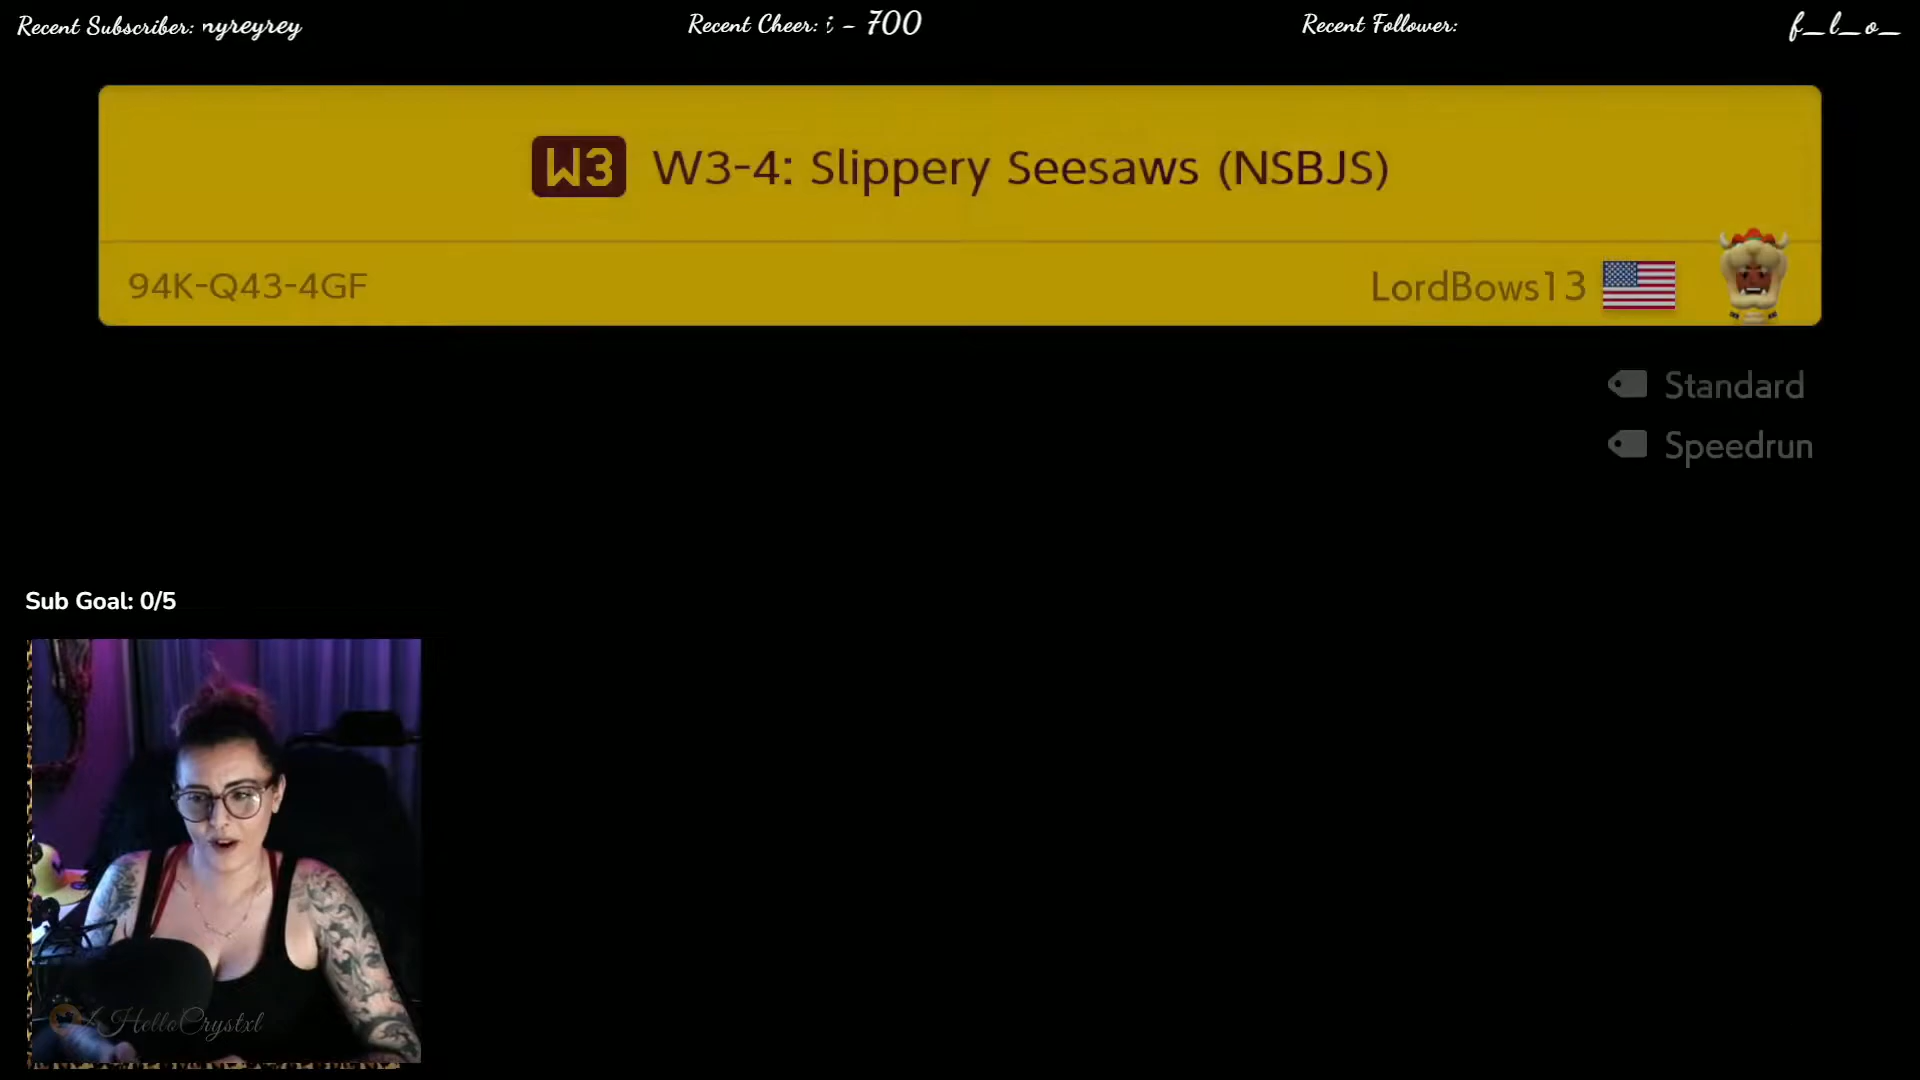 Recent Subscriber: nyreyrey
Recent Cheer: i - 700
Recent Follower: f_l_o_
W3 W3-4: Slippery Seesaws (NSBJS)
94K-Q43-4GF
LordBows13
Standard
Speedrun
Sub Goal: 0/5
/HelloCrystxl